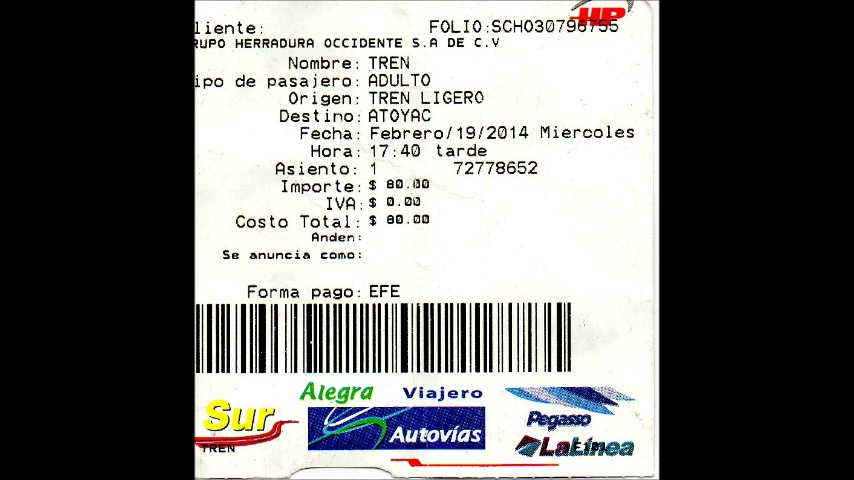 HP
liente: FOLIO:SCH030796755
RUPO HERRADURA OCCIDENTE S.A DE C.V
Nombre: TREN
ipo de pasajero: ADULTO
Origen: TREN LIGERO
Destino: ATOYAC
Fecha: Febrero/19/2014 Miercoles
Hora: 17:40 tarde
Asiento: 1 72778652
Importe: $ 80.00
IVA: $ 0.00
Costo Total: $ 80.00
Anden:
Se anuncia como:
Forma pago: EFE
Alegra Viajero
Sur
Autovías
Pegasso
TREN
LaLínea